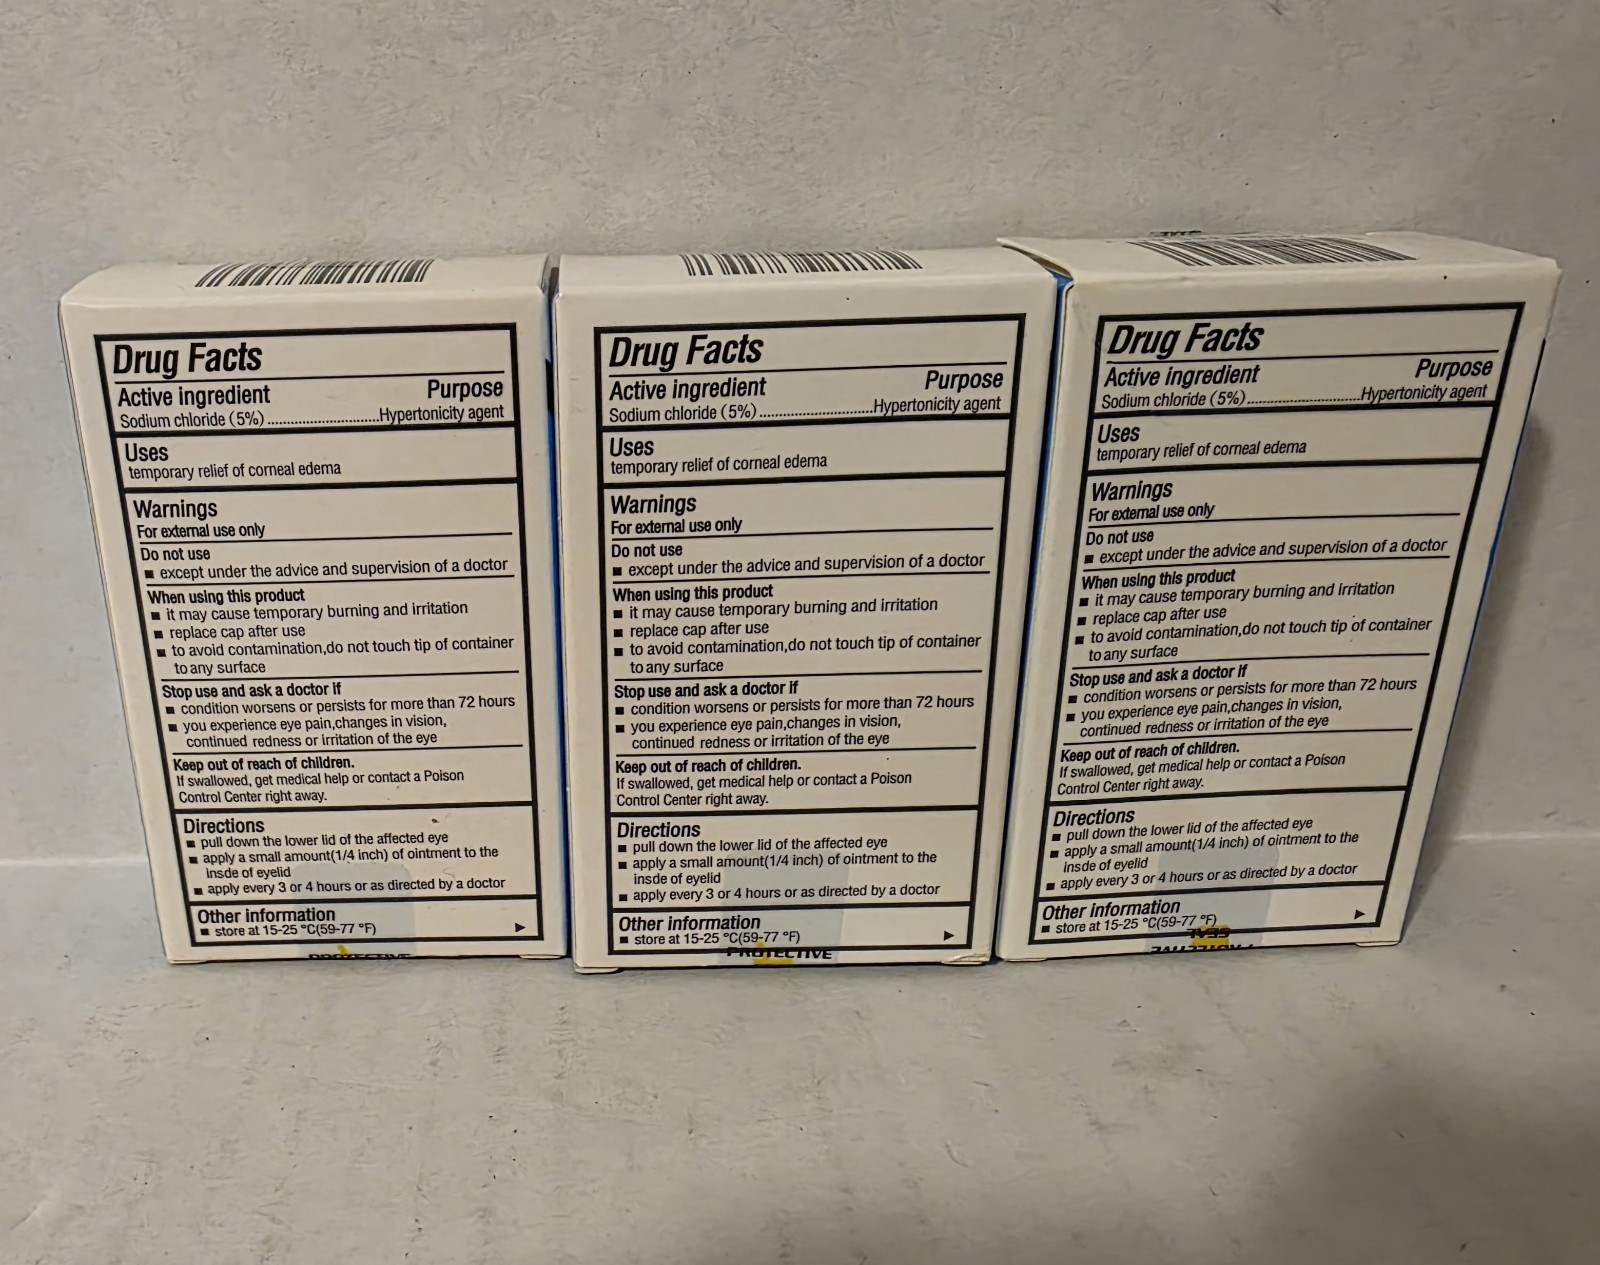 Drug Facts
Active ingredient Purpose
Sodium chloride (5%)............................Hypertonicity agent
Uses
temporary relief of corneal edema
Warnings
For external use only
Do not use
■ except under the advice and supervision of a doctor
When using this product
■ it may cause temporary burning and irritation
■ replace cap after use
■ to avoid contamination,do not touch tip of container
to any surface
Stop use and ask a doctor if
■ condition worsens or persists for more than 72 hours
■ you experience eye pain,changes in vision,
continued redness or irritation of the eye
Keep out of reach of children.
If swallowed, get medical help or contact a Poison
Control Center right away.
Directions
■ pull down the lower lid of the affected eye
■ apply a small amount(1/4 inch) of ointment to the
insde of eyelid
■ apply every 3 or 4 hours or as directed by a doctor
Other information
■ store at 15-25 °C(59-77 °F)
PROTECTIVE
Drug Facts
Active ingredient Purpose
Sodium chloride (5%)............................Hypertonicity agent
Uses
temporary relief of corneal edema
Warnings
For external use only
Do not use
■ except under the advice and supervision of a doctor
When using this product
■ it may cause temporary burning and irritation
■ replace cap after use
■ to avoid contamination,do not touch tip of container
to any surface
Stop use and ask a doctor if
■ condition worsens or persists for more than 72 hours
■ you experience eye pain,changes in vision,
continued redness or irritation of the eye
Keep out of reach of children.
If swallowed, get medical help or contact a Poison
Control Center right away.
Directions
■ pull down the lower lid of the affected eye
■ apply a small amount(1/4 inch) of ointment to the
insde of eyelid
■ apply every 3 or 4 hours or as directed by a doctor
Other information
■ store at 15-25 °C(59-77 °F)
PROTECTIVE
Drug Facts
Active ingredient Purpose
Sodium chloride (5%)............................Hypertonicity agent
Uses
temporary relief of corneal edema
Warnings
For external use only
Do not use
■ except under the advice and supervision of a doctor
When using this product
■ it may cause temporary burning and irritation
■ replace cap after use
■ to avoid contamination,do not touch tip of container
to any surface
Stop use and ask a doctor if
■ condition worsens or persists for more than 72 hours
■ you experience eye pain,changes in vision,
continued redness or irritation of the eye
Keep out of reach of children.
If swallowed, get medical help or contact a Poison
Control Center right away.
Directions
■ pull down the lower lid of the affected eye
■ apply a small amount(1/4 inch) of ointment to the
insde of eyelid
■ apply every 3 or 4 hours or as directed by a doctor
Other information
■ store at 15-25 °C(59-77 °F)
SEAL
PROTECTIVE